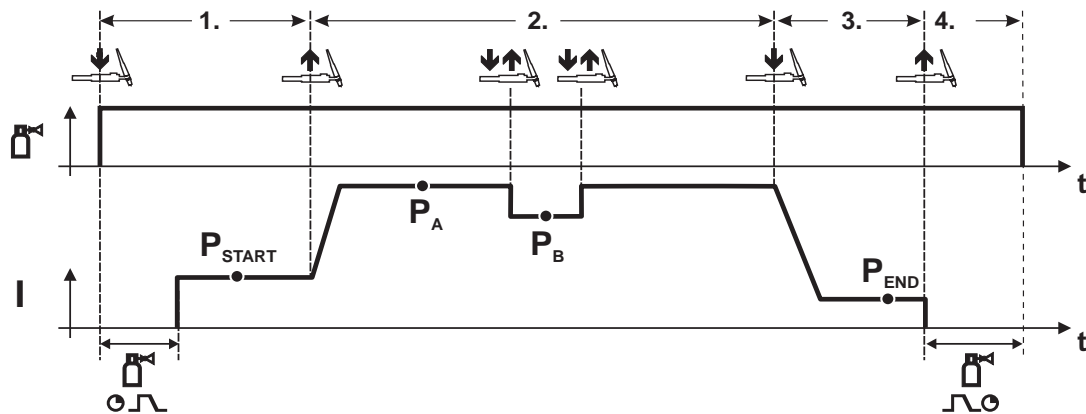 1. 2. 3. 4.
t
P_A
P_B
P_START
P_END
I
t